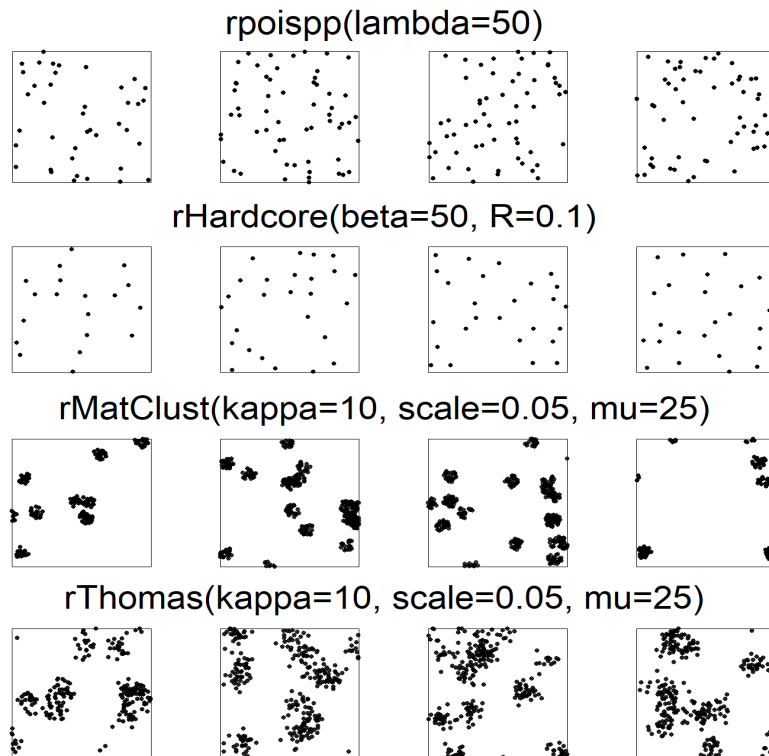 rpoispp(lambda=50)
rHardcore(beta=50, R=0.1)
rMatClust(kappa=10, scale=0.05, mu=25)
rThomas(kappa=10, scale=0.05, mu=25)